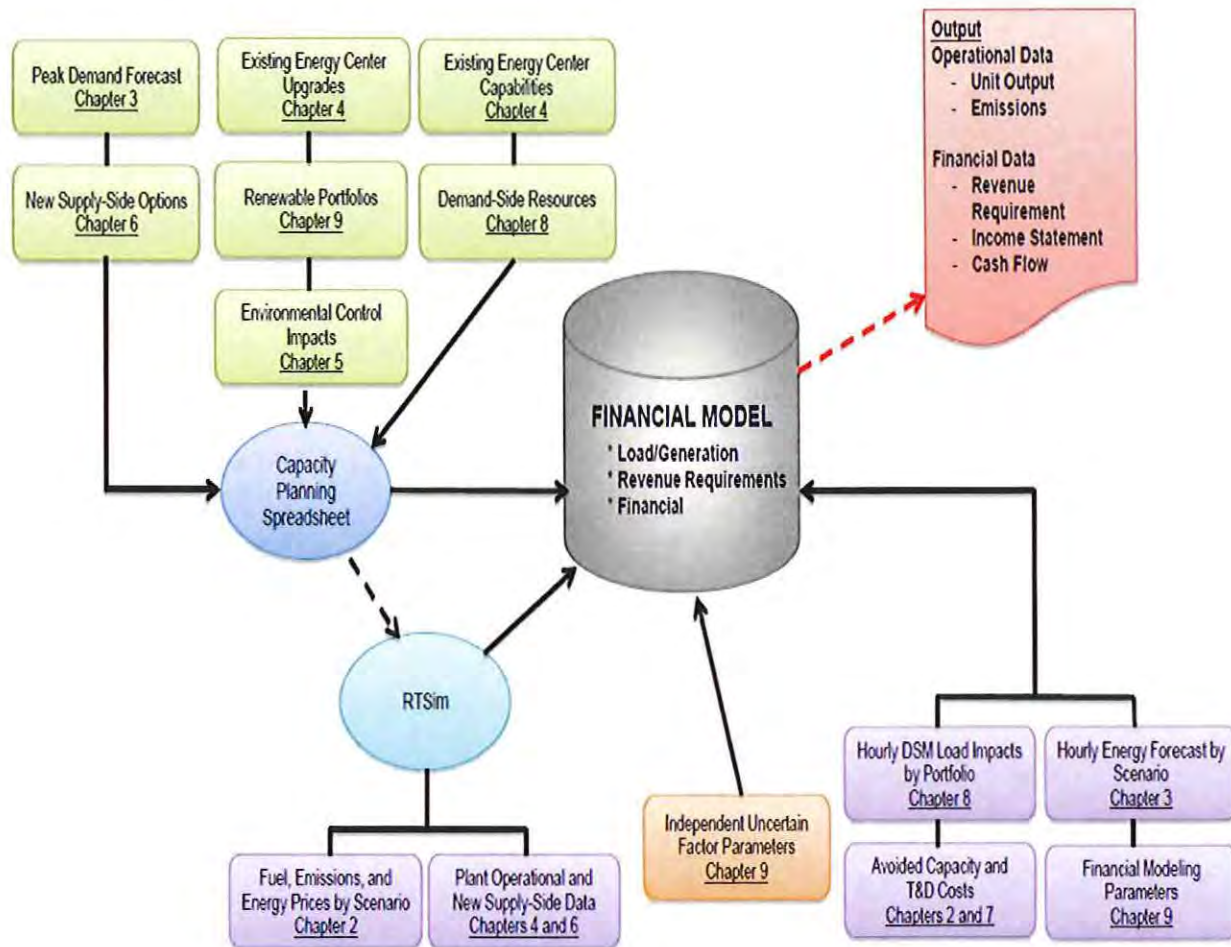 Peak Demand Forecast
Chapter 3
Existing Energy Center
Upgrades
Chapter 4
Existing Energy Center
Capabilities
Chapter 4
New Supply-Side Options
Chapter 6
Renewable Portfolios
Chapter 9
Demand-Side Resources
Chapter 8
Environmental Control
Impacts
Chapter 5
Output
Operational Data
- Unit Output
- Emissions
Financial Data
- Revenue
Requirement
- Income Statement
- Cash Flow
Capacity
Planning
Spreadsheet
FINANCIAL MODEL
* Load/Generation
* Revenue Requirements
* Financial
RTSim
Fuel, Emissions, and
Energy Prices by Scenario
Chapter 2
Plant Operational and
New Supply-Side Data
Chapters 4 and 6
Independent Uncertain
Factor Parameters
Chapter 9
Hourly DSM Load Impacts
by Portfolio
Chapter 8
Hourly Energy Forecast by
Scenario
Chapter 3
Avoided Capacity and
T&D Costs
Chapters 2 and 7
Financial Modeling
Parameters
Chapter 9